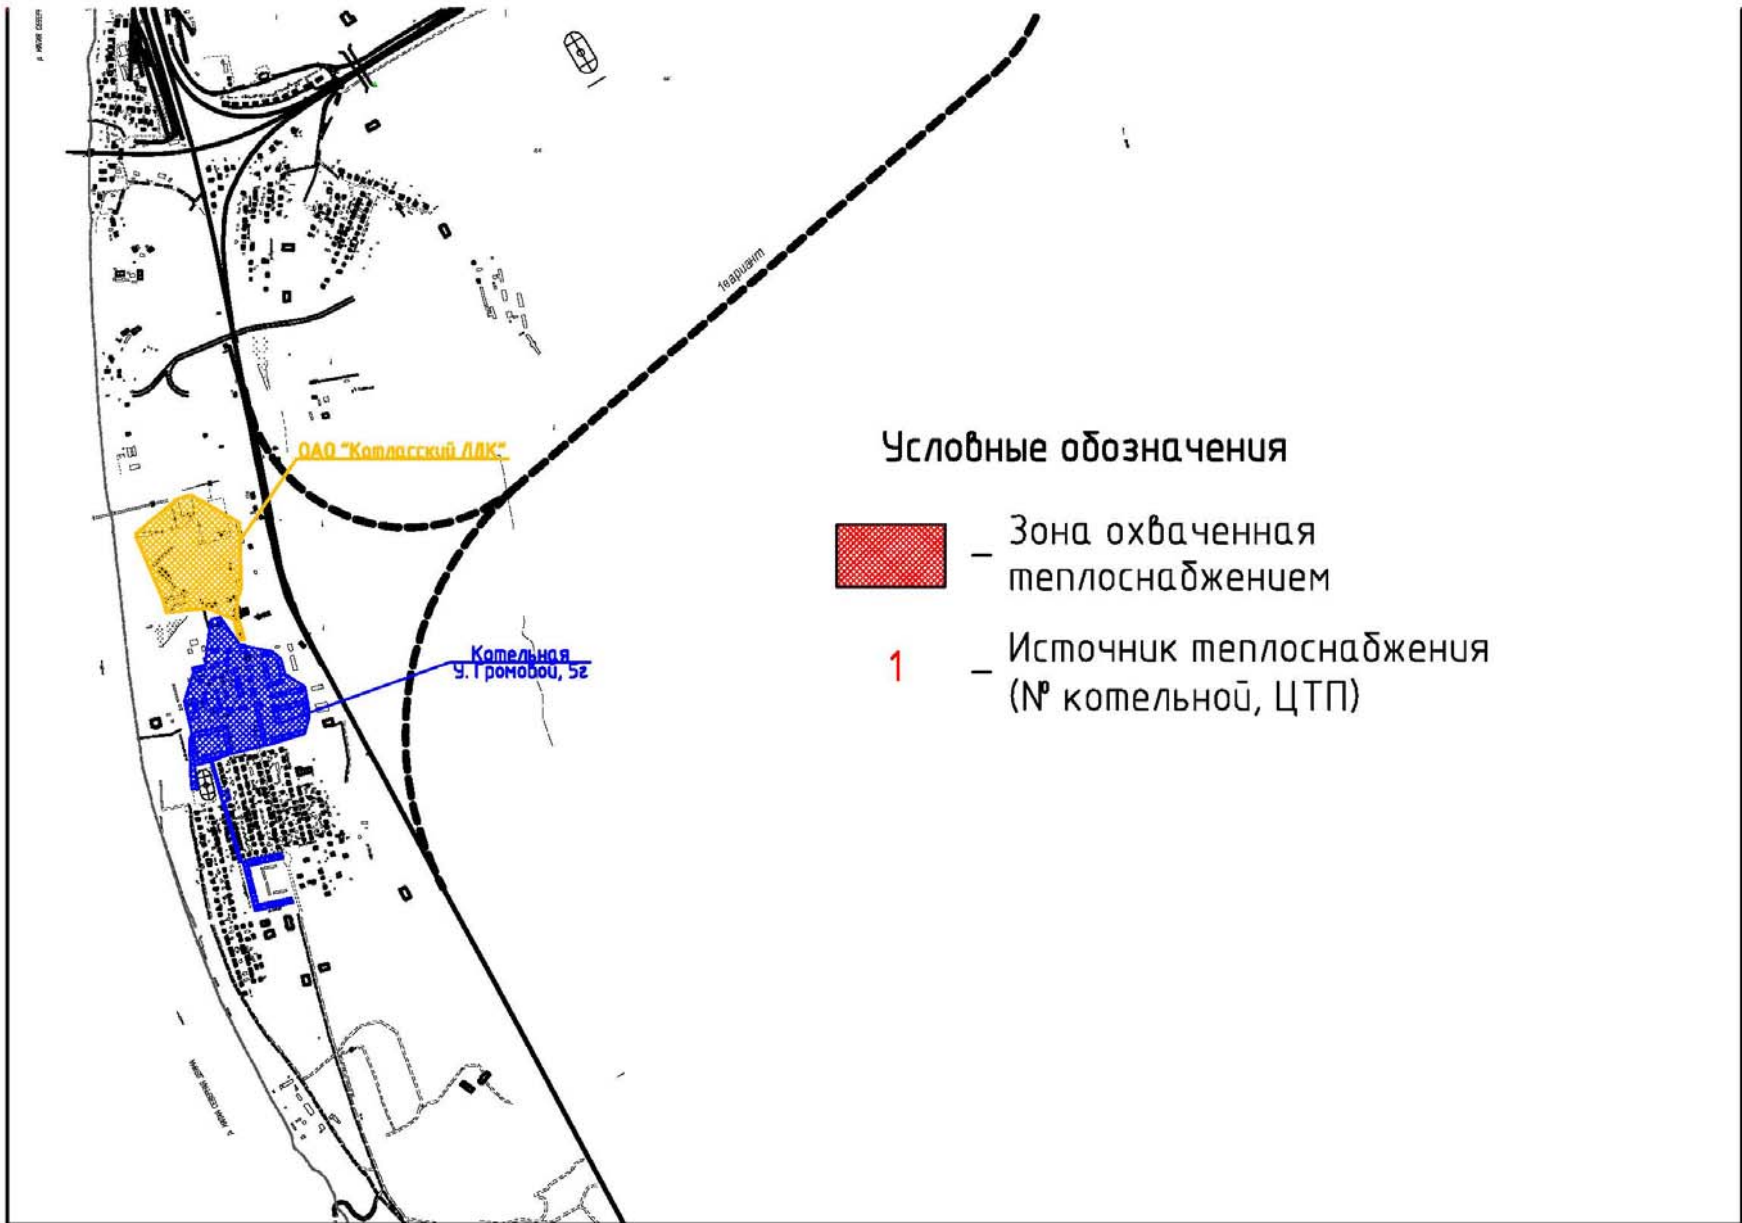 1вариант
ОАО "Котласский ЛДК"
Котельная
У. Громовой, 5г
Условные обозначения
– Зона охваченная
теплоснабжением
1 – Источник теплоснабжения
(№ котельной, ЦТП)